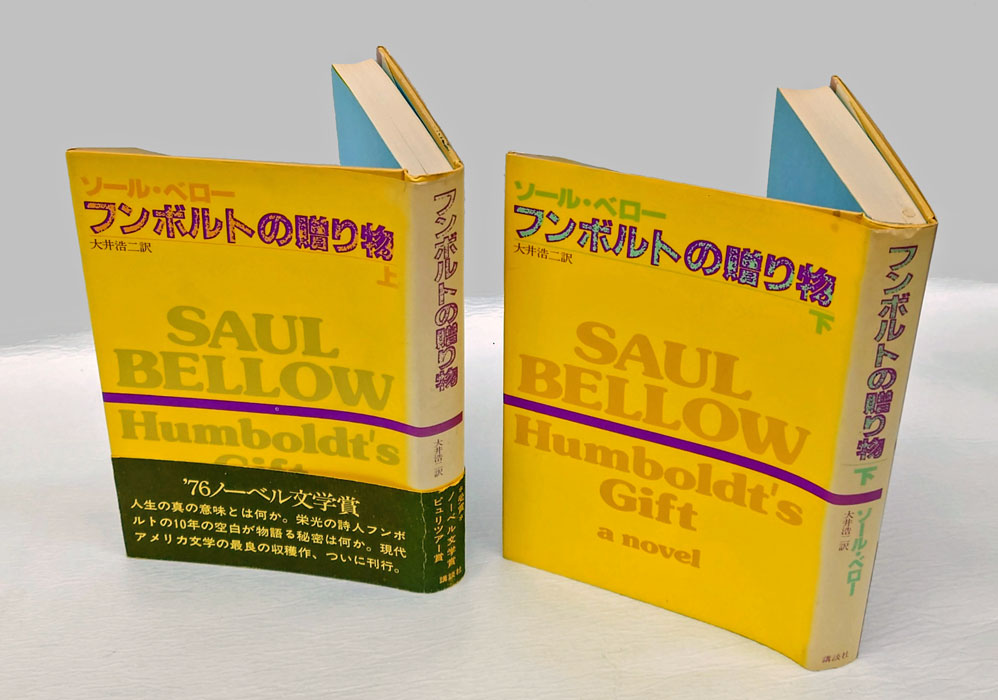 ソール・ベロー
フンボルトの贈り物
大井浩二訳
上
SAUL
BELLOW
Humboldt's
Gift
'76ノーベル文学賞
人生の真の意味とは何か。栄光の詩人フンボ
ルトの10年の空白が物語る秘密は何か。現代
アメリカ文学の最良の収穫作、ついに刊行。
フンボルトの贈り物
大井浩二訳
ノーベル文学賞
ピュリツアー賞
講談社
ソール・ベロー
フンボルトの贈り物
大井浩二訳
下
SAUL
BELLOW
Humboldt's
Gift
a novel
フンボルトの贈り物
下
大井浩二訳
ソール・ベロー
講談社